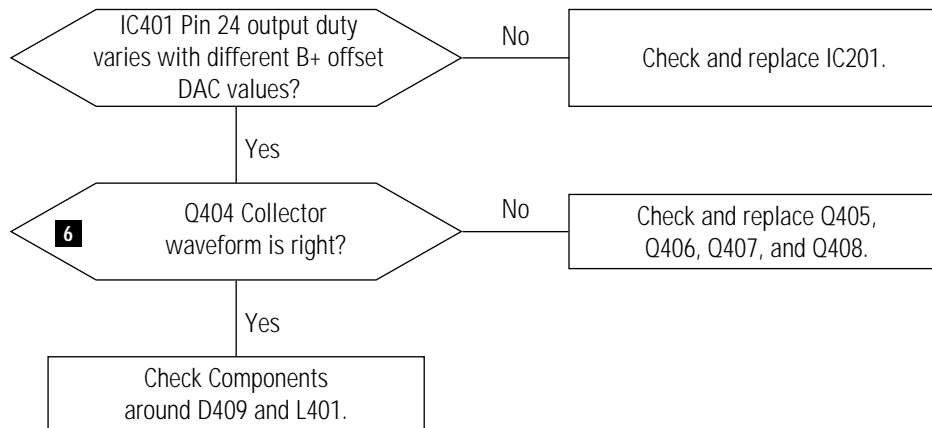 IC401 Pin 24 output duty
varies with different B+ offset
DAC values?
No
Check and replace IC201.
Yes
6
Q404 Collector
waveform is right?
No
Check and replace Q405,
Q406, Q407, and Q408.
Yes
Check Components
around D409 and L401.